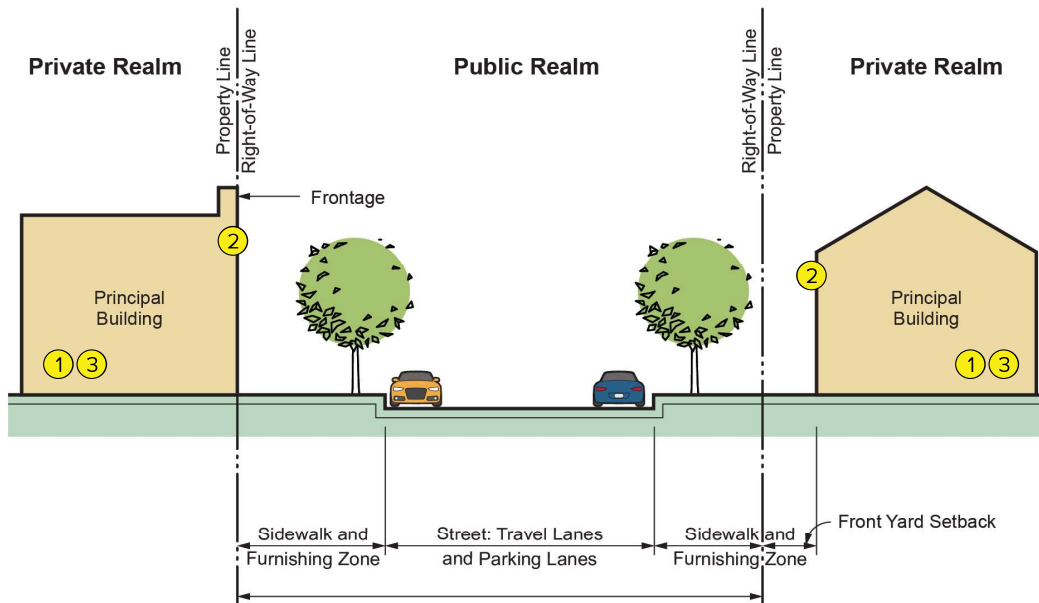 Private Realm
Property Line
Right-of-Way Line
Public Realm
Right-of-Way Line
Property Line
Private Realm
Frontage
2
Principal
Building
1 3
2
Principal
Building
1 3
Sidewalk and
Furnishing Zone
Street: Travel Lanes
and Parking Lanes
Sidewalk and
Furnishing Zone
Front Yard Setback